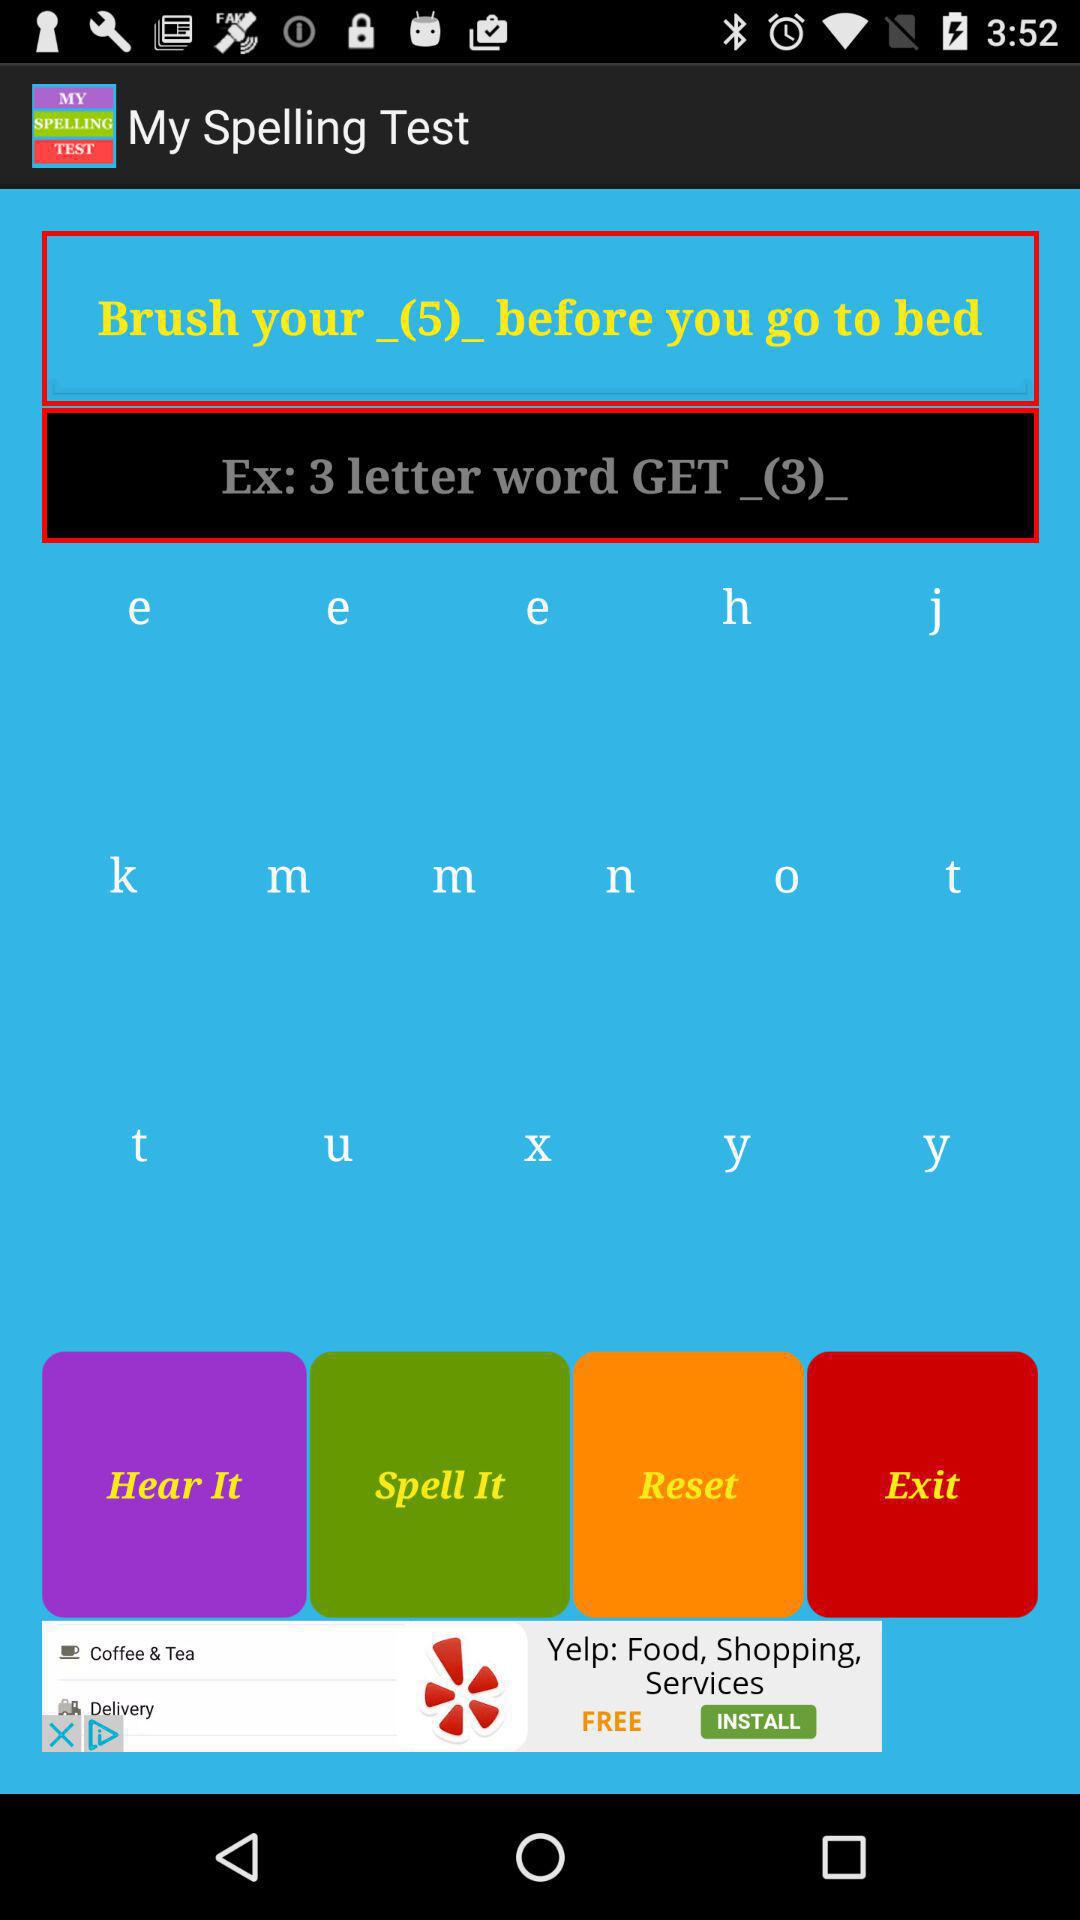 FAKE
3:52
MY
SPELLING
TEST
My Spelling Test
Brush your _(5)_ before you go to bed
Ex: 3 letter word GET _(3)_
e e e h j
k m m n o t
t u x y y
Hear It Spell It Reset Exit
Coffee & Tea
Delivery
Yelp: Food, Shopping,
Services
FREE INSTALL